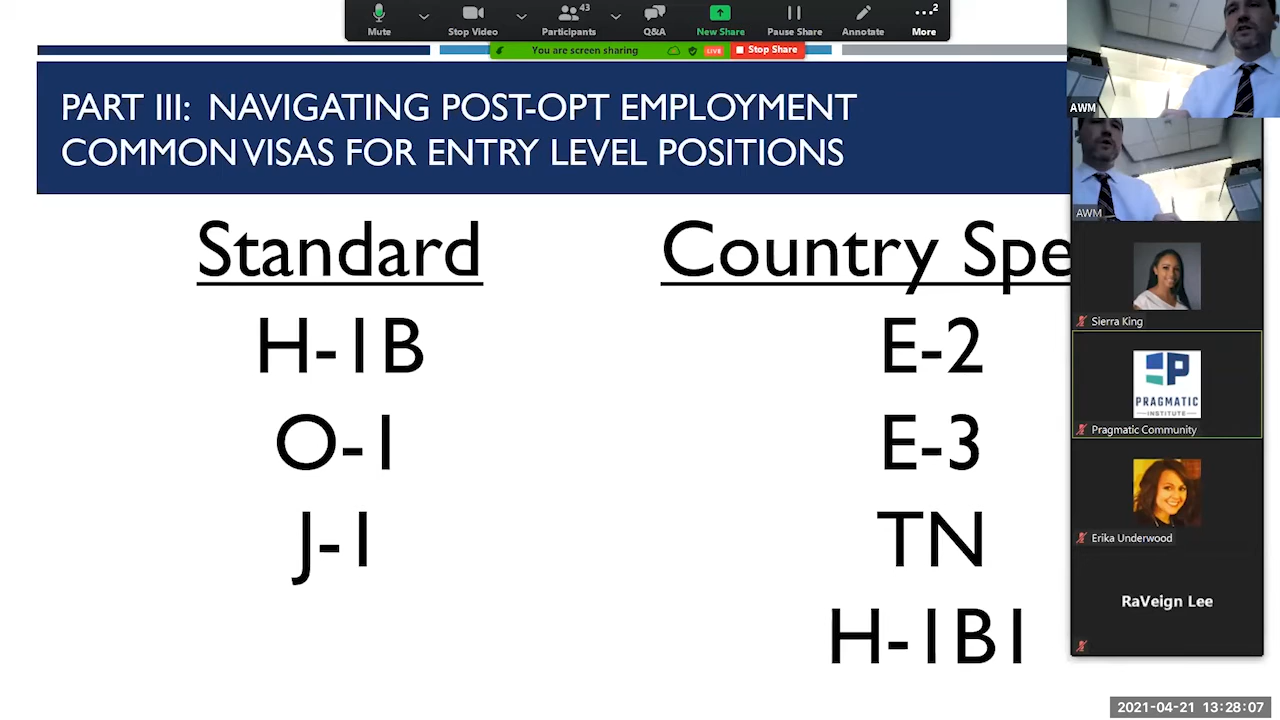 Mute
Stop Video
Participants
43
Q&A
New Share
Pause Share
Annotate
More
2
You are screen sharing
LIVE
Stop Share
PART III: NAVIGATING POST-OPT EMPLOYMENT
COMMON VISAS FOR ENTRY LEVEL POSITIONS
Standard
H-1B
O-1
J-1
Country Spe
E-2
E-3
TN
H-1B1
AWM
AWM
Sierra King
PRAGMATIC
INSTITUTE
Pragmatic Community
Erika Underwood
RaVeign Lee
2021-04-21 13:28:07